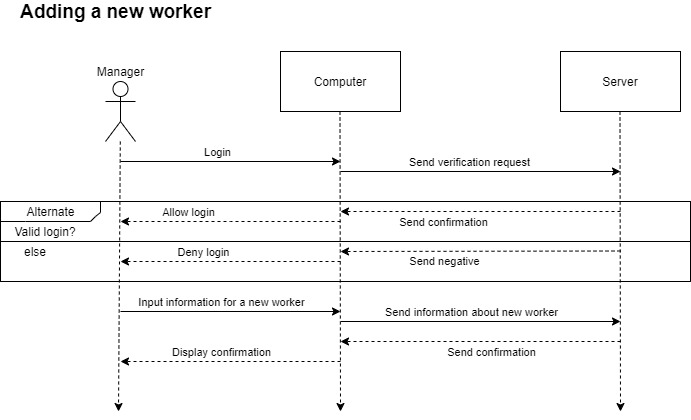 Adding a new worker
Manager
Computer
Server
Login
Send verification request
Alternate
Allow login
Send confirmation
Valid login?
else
Deny login
Send negative
Input information for a new worker
Send information about new worker
Display confirmation
Send confirmation